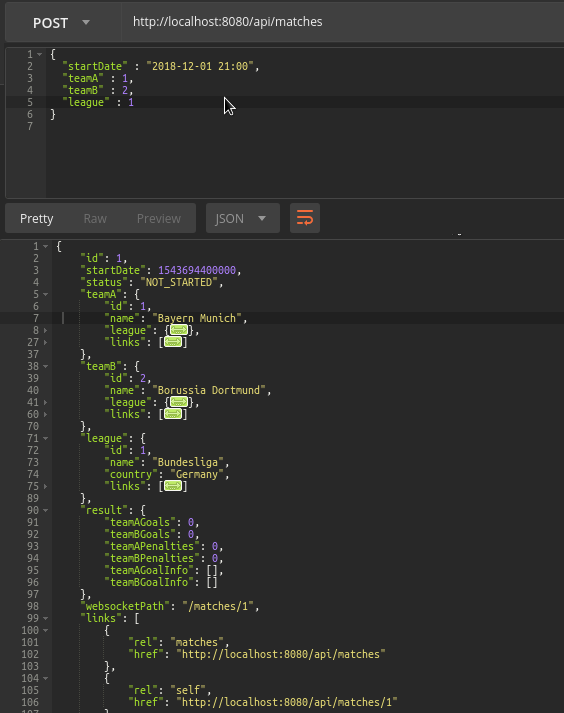 POST http://localhost:8080/api/matches
1 {
2 "startDate" : "2018-12-01 21:00",
3 "teamA" : 1,
4 "teamB" : 2,
5 "league" : 1
6 }
7
Pretty Raw Preview JSON
1 {
2 "id": 1,
3 "startDate": 1543694400000,
4 "status": "NOT_STARTED",
5 "teamA": {
6 "id": 1,
7 "name": "Bayern Munich",
8 "league": {},
27 "links": []
37 },
38 "teamB": {
39 "id": 2,
40 "name": "Borussia Dortmund",
41 "league": {},
60 "links": []
70 },
71 "league": {
72 "id": 1,
73 "name": "Bundesliga",
74 "country": "Germany",
75 "links": []
89 },
90 "result": {
91 "teamAGoals": 0,
92 "teamBGoals": 0,
93 "teamAPenalties": 0,
94 "teamBPenalties": 0,
95 "teamAGoalInfo": [],
96 "teamBGoalInfo": []
97 },
98 "websocketPath": "/matches/1",
99 "links": [
100 {
101 "rel": "matches",
102 "href": "http://localhost:8080/api/matches"
103 },
104 {
105 "rel": "self",
106 "href": "http://localhost:8080/api/matches/1"